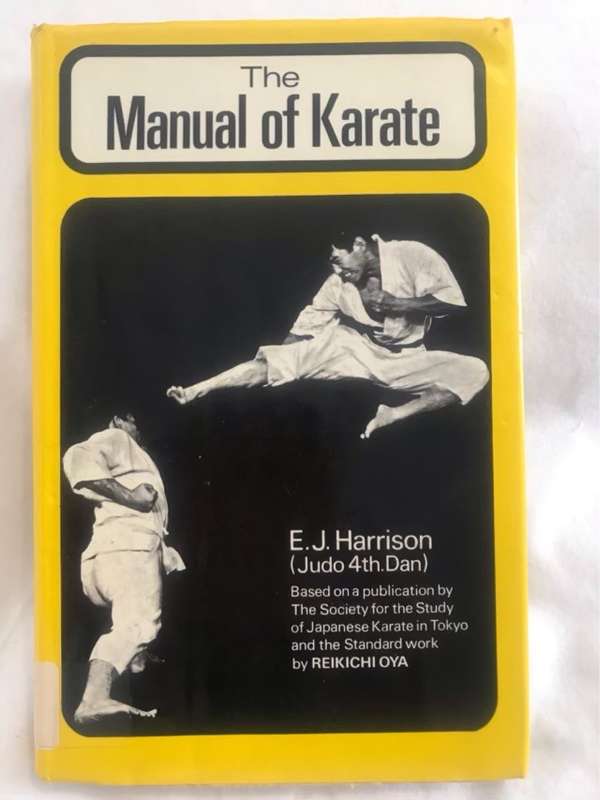 The
Manual of Karate
E.J. Harrison
(Judo 4th.Dan)
Based on a publication by
The Society for the Study
of Japanese Karate in Tokyo
and the Standard work
by REIKICHI OYA